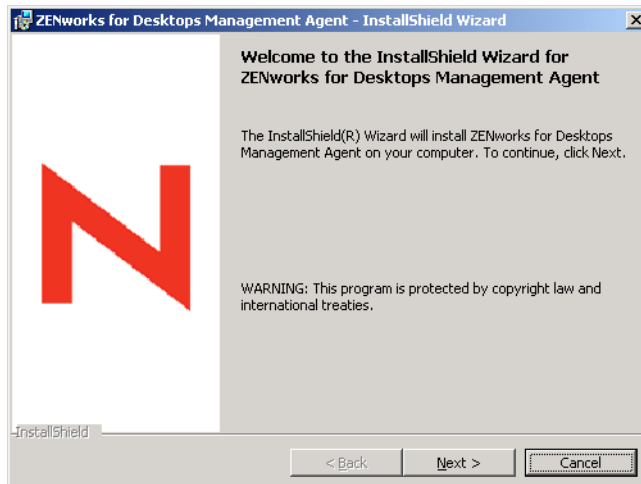 ZENworks for Desktops Management Agent - InstallShield Wizard
Welcome to the InstallShield Wizard for
ZENworks for Desktops Management Agent
The InstallShield(R) Wizard will install ZENworks for Desktops
Management Agent on your computer. To continue, click Next.
WARNING: This program is protected by copyright law and
international treaties.
InstallShield
< Back
Next >
Cancel